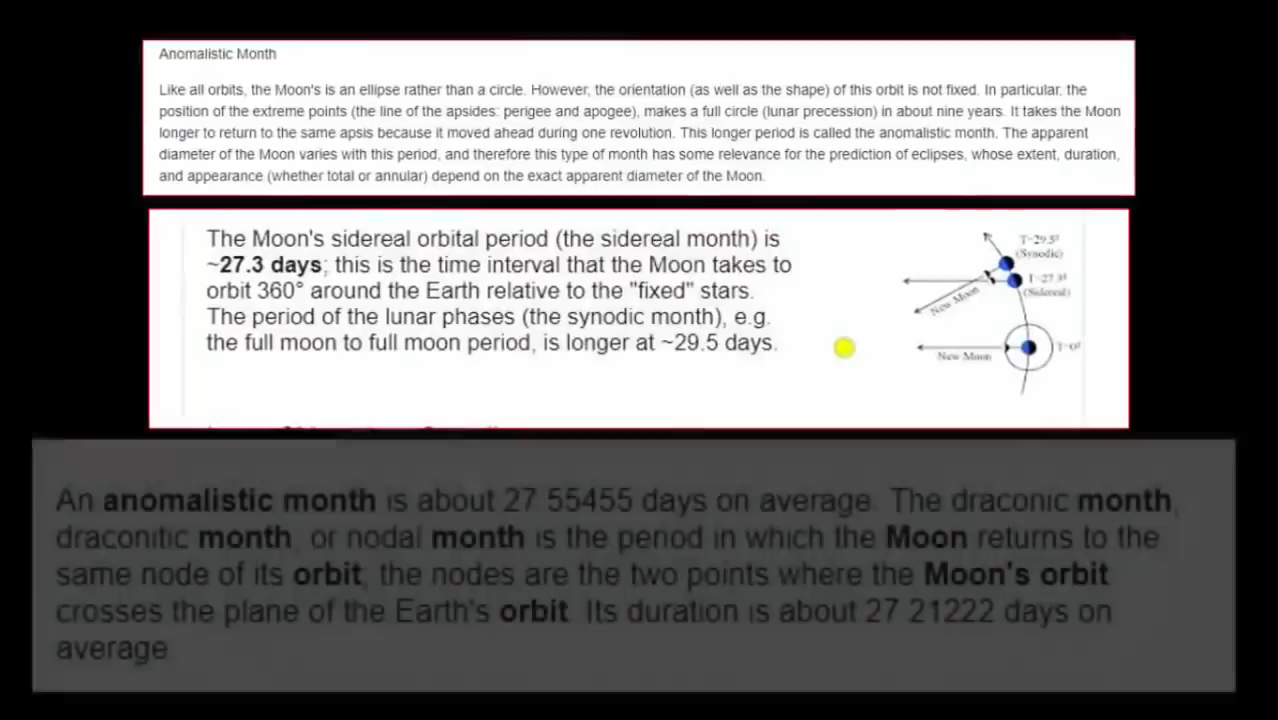 Anomalistic Month
Like all orbits, the Moon's is an ellipse rather than a circle. However, the orientation (as well as the shape) of this orbit is not fixed. In particular, the
position of the extreme points (the line of the apsides: perigee and apogee), makes a full circle (lunar precession) in about nine years. It takes the Moon
longer to return to the same apsis because it moved ahead during one revolution. This longer period is called the anomalistic month. The apparent
diameter of the Moon varies with this period, and therefore this type of month has some relevance for the prediction of eclipses, whose extent, duration,
and appearance (whether total or annular) depend on the exact apparent diameter of the Moon.
The Moon's sidereal orbital period (the sidereal month) is
~27.3 days; this is the time interval that the Moon takes to
orbit 360° around the Earth relative to the "fixed" stars.
The period of the lunar phases (the synodic month), e.g.
the full moon to full moon period, is longer at ~29.5 days.
T=29.5d
(Synodic)
T=27.3d
(Sidereal)
New Moon
New Moon
T=0d
An anomalistic month is about 27 55455 days on average. The draconic month,
draconitic month, or nodal month is the period in which the Moon returns to the
same node of its orbit; the nodes are the two points where the Moon's orbit
crosses the plane of the Earth's orbit. Its duration is about 27 21222 days on
average